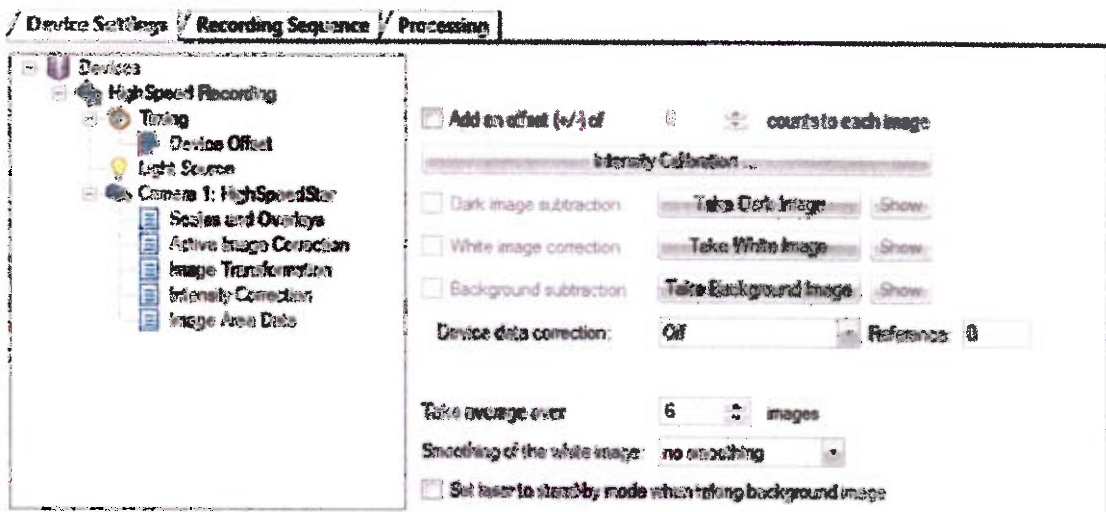 Device Settings Recording Sequence Processing
Devices
High Speed Recording
Timing
Device Offset
Light Source
Camera 1: HighSpeedStar
Scales and Overlays
Active Image Correction
Image Transformation
Intensity Correction
Image Area Data
Add an offset (+/-) of 0 counts to each image
Intensity Calibration ...
Dark image subtraction Take Dark Image Show
White image correction Take White Image Show
Background subtraction Take Background Image Show
Device data correction: Off Reference 0
Take average over 6 images
Smoothing of the white image: no smoothing
Set laser to stand-by mode when taking background image